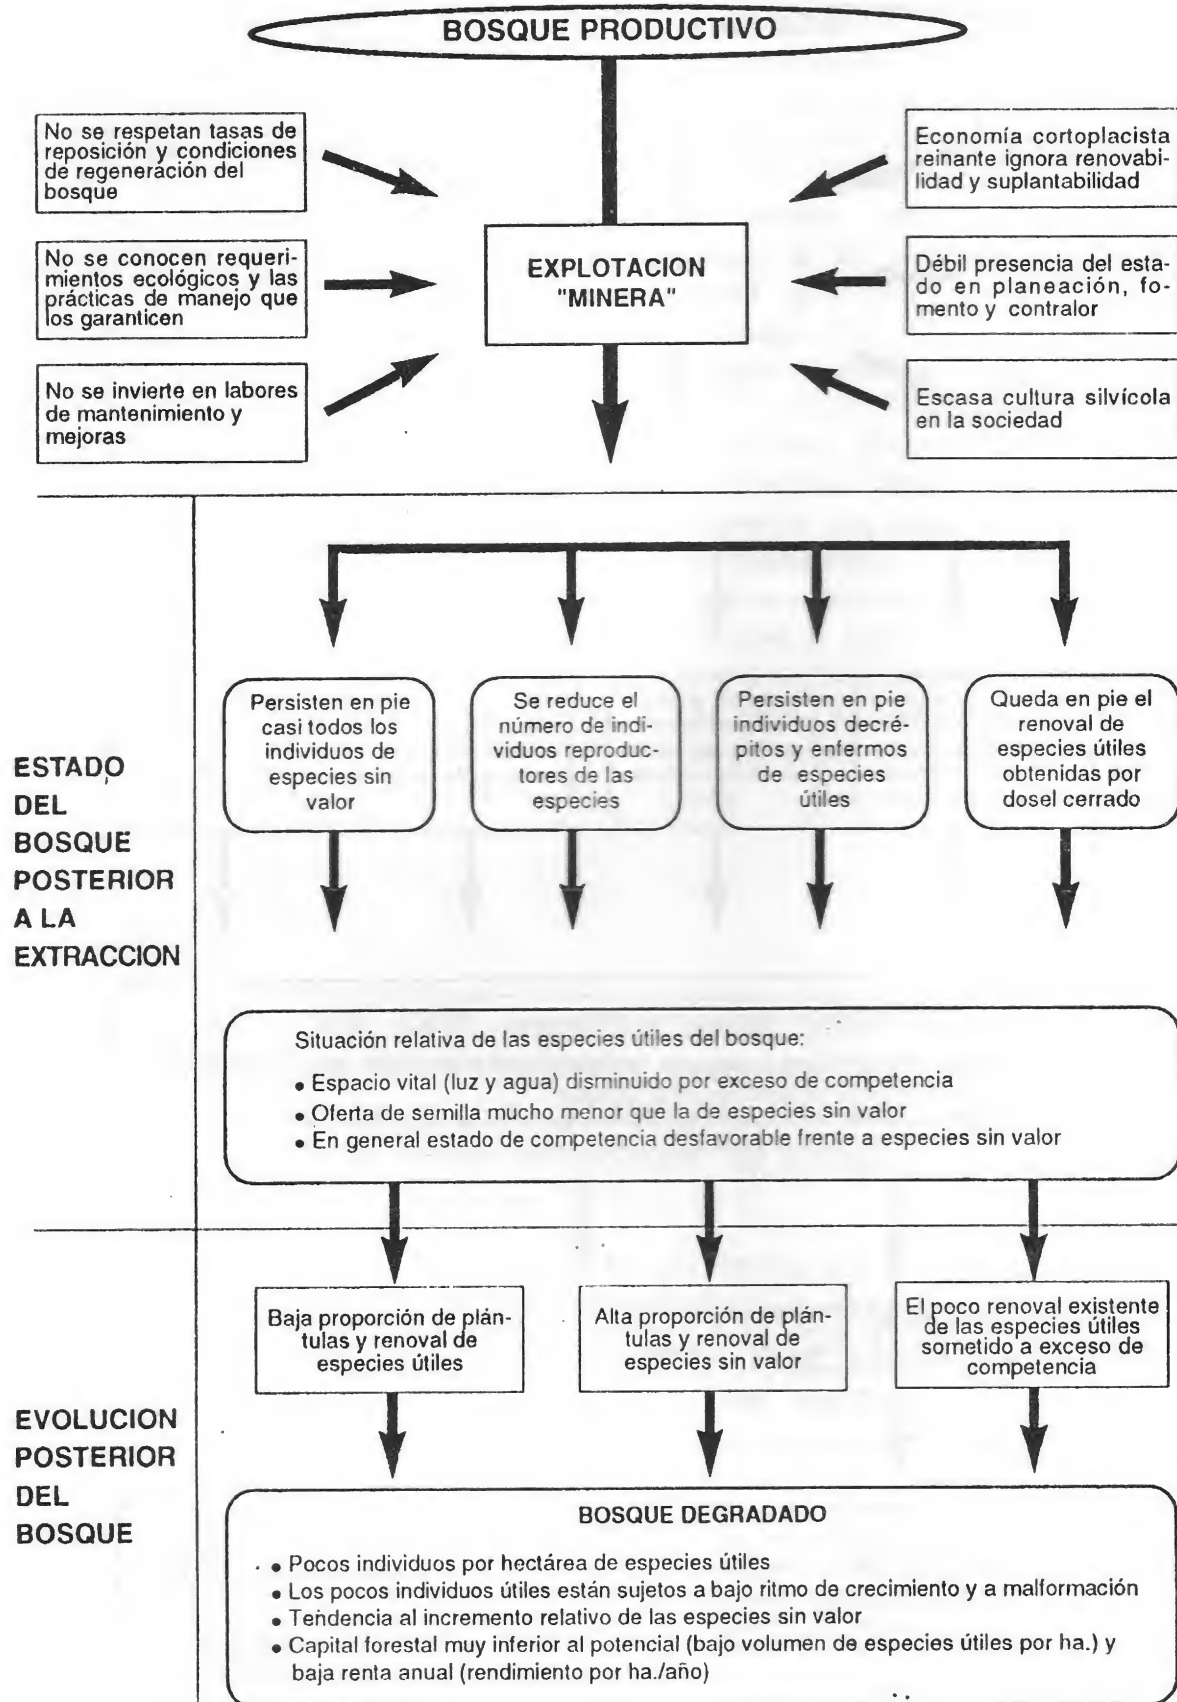 BOSQUE PRODUCTIVO
No se respetan tasas de
reposición y condiciones
de regeneración del
bosque
No se conocen requeri-
mientos ecológicos y las
prácticas de manejo que
los garanticen
No se invierte en labores
de mantenimiento y
mejoras
EXPLOTACION
"MINERA"
Economía cortoplacista
reinante ignora renovabi-
lidad y suplantabilidad
Débil presencia del esta-
do en planeación, fo-
mento y contralor
Escasa cultura silvícola
en la sociedad
ESTADO
DEL
BOSQUE
POSTERIOR
A LA
EXTRACCION
Persisten en pie
casi todos los
individuos de
especies sin
valor
Se reduce el
número de indi-
viduos reproduc-
tores de las
especies
Persisten en pie
individuos decré-
pitos y enfermos
de especies
útiles
Queda en pie el
renoval de
especies útiles
obtenidas por
dosel cerrado
Situación relativa de las especies útiles del bosque:
• Espacio vital (luz y agua) disminuido por exceso de competencia
• Oferta de semilla mucho menor que la de especies sin valor
• En general estado de competencia desfavorable frente a especies sin valor
EVOLUCION
POSTERIOR
DEL
BOSQUE
Baja proporción de plán-
tulas y renoval de
especies útiles
Alta proporción de plán-
tulas y renoval de
especies sin valor
El poco renoval existente
de las especies útiles
sometido a exceso de
competencia
BOSQUE DEGRADADO
• Pocos individuos por hectárea de especies útiles
• Los pocos individuos útiles están sujetos a bajo ritmo de crecimiento y a malformación
• Tendencia al incremento relativo de las especies sin valor
• Capital forestal muy inferior al potencial (bajo volumen de especies útiles por ha.) y
baja renta anual (rendimiento por ha./año)